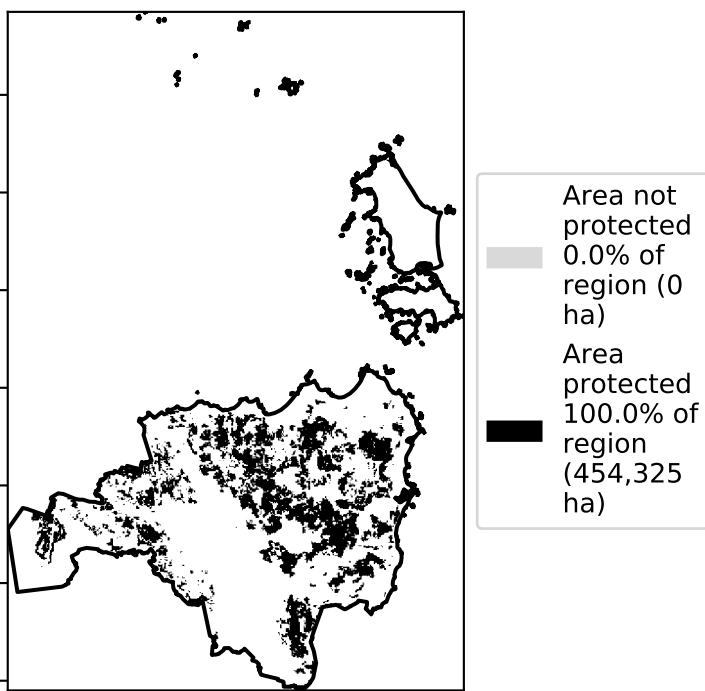 Area not
protected
0.0% of
region (0
ha)
Area
protected
100.0% of
region
(454,325
ha)